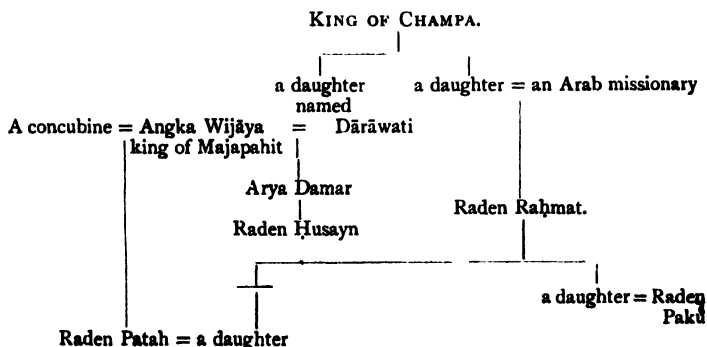 KING OF CHAMPA.
a daughter named
a daughter = an Arab missionary
A concubine = Angka Wijāya = Dārāwati
king of Majapahit
Arya Damar
Raden Raḥmat.
Raden Ḥusayn
a daughter = Raden
Paku
Raden Patah = a daughter